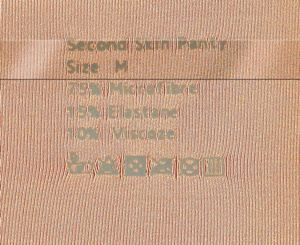 Second Skin Panty
Size M
75% Microfibre
15% Elastane
10% Viscose